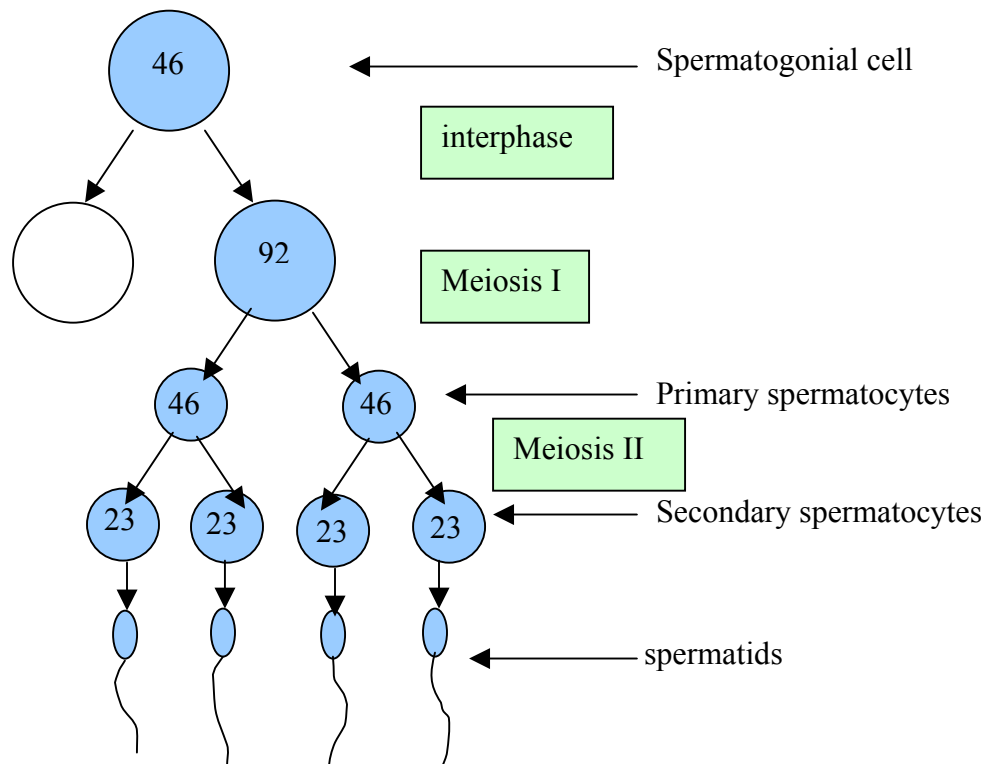 46
Spermatogonial cell
interphase
92
Meiosis I
46
46
Primary spermatocytes
Meiosis II
23
23
23
23
Secondary spermatocytes
spermatids